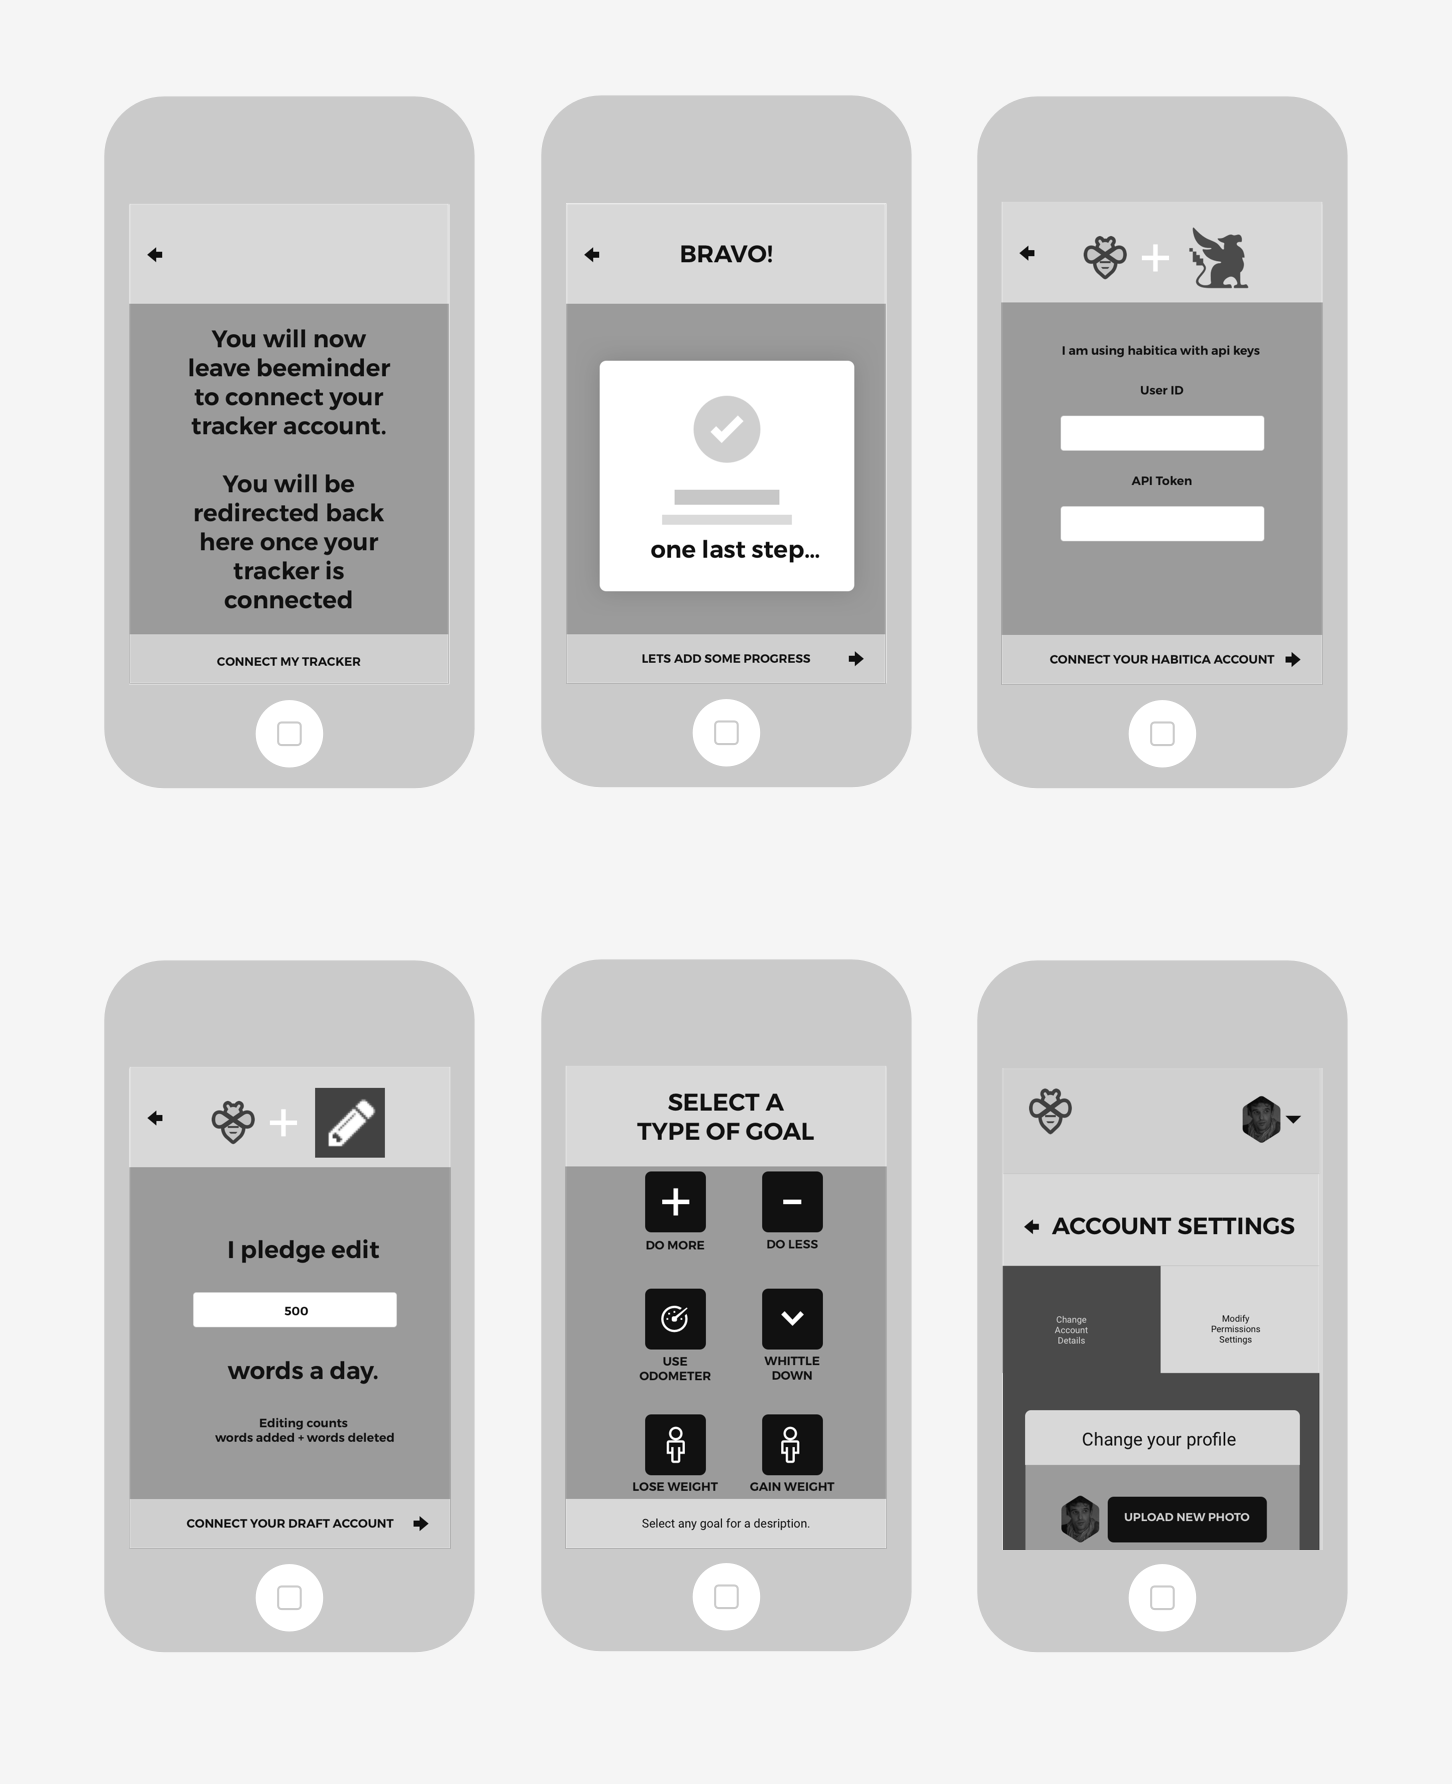 You will now
leave beeminder
to connect your
tracker account.
You will be
redirected back
here once your
tracker is
connected
CONNECT MY TRACKER
BRAVO!
one last step...
LETS ADD SOME PROGRESS
I am using habitica with api keys
User ID
API Token
CONNECT YOUR HABITICA ACCOUNT
I pledge edit
500
words a day.
Editing counts
words added + words deleted
CONNECT YOUR DRAFT ACCOUNT
SELECT A
TYPE OF GOAL
DO MORE
DO LESS
USE
ODOMETER
WHITTLE
DOWN
LOSE WEIGHT
GAIN WEIGHT
Select any goal for a desription.
ACCOUNT SETTINGS
Change
Account
Details
Modify
Permissions
Settings
Change your profile
UPLOAD NEW PHOTO